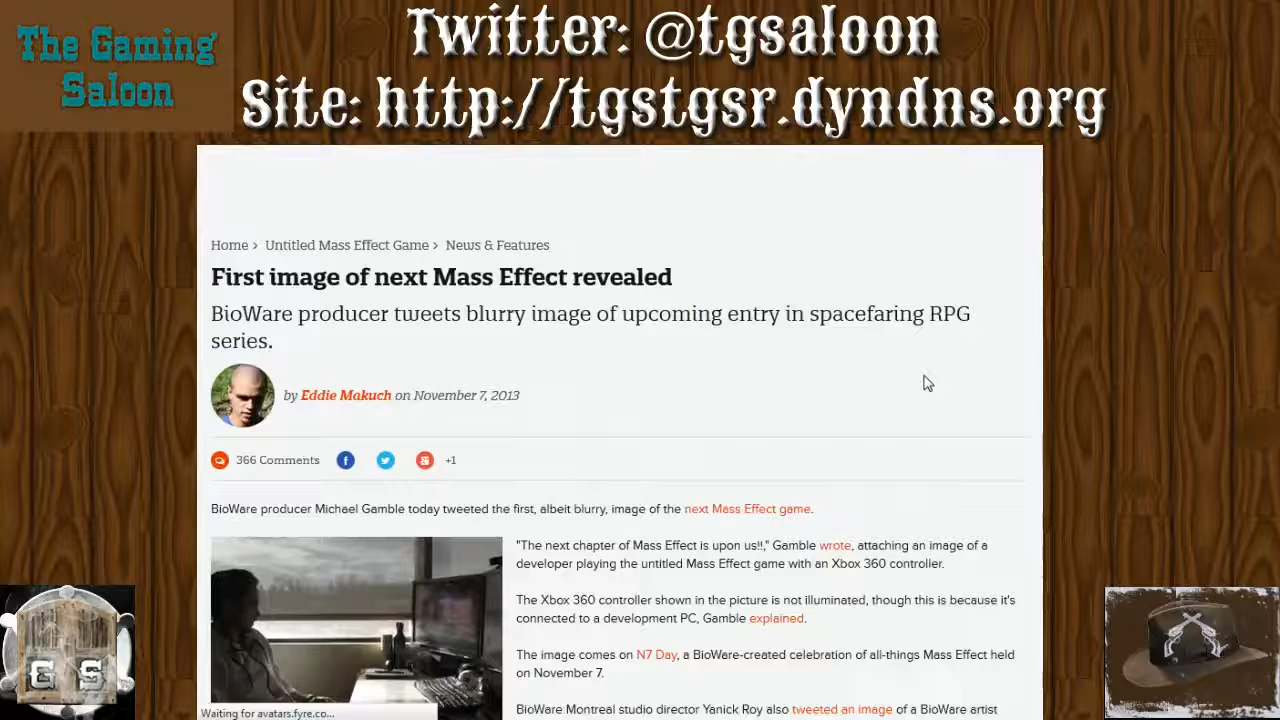 The Gaming
Saloon
Twitter: @tgsaloon
Site: http://tgstgsr.dyndns.org
Home > Untitled Mass Effect Game > News & Features
First image of next Mass Effect revealed
BioWare producer tweets blurry image of upcoming entry in spacefaring RPG
series.
by Eddie Makuch on November 7, 2013
366 Comments +1
BioWare producer Michael Gamble today tweeted the first, albeit blurry, image of the next Mass Effect game.
"The next chapter of Mass Effect is upon us!!," Gamble wrote, attaching an image of a
developer playing the untitled Mass Effect game with an Xbox 360 controller.
The Xbox 360 controller shown in the picture is not illuminated, though this is because it's
connected to a development PC, Gamble explained.
The image comes on N7 Day, a BioWare-created celebration of all-things Mass Effect held
on November 7.
BioWare Montreal studio director Yanick Roy also tweeted an image of a BioWare artist
Waiting for avatars.fyre.co...
G S